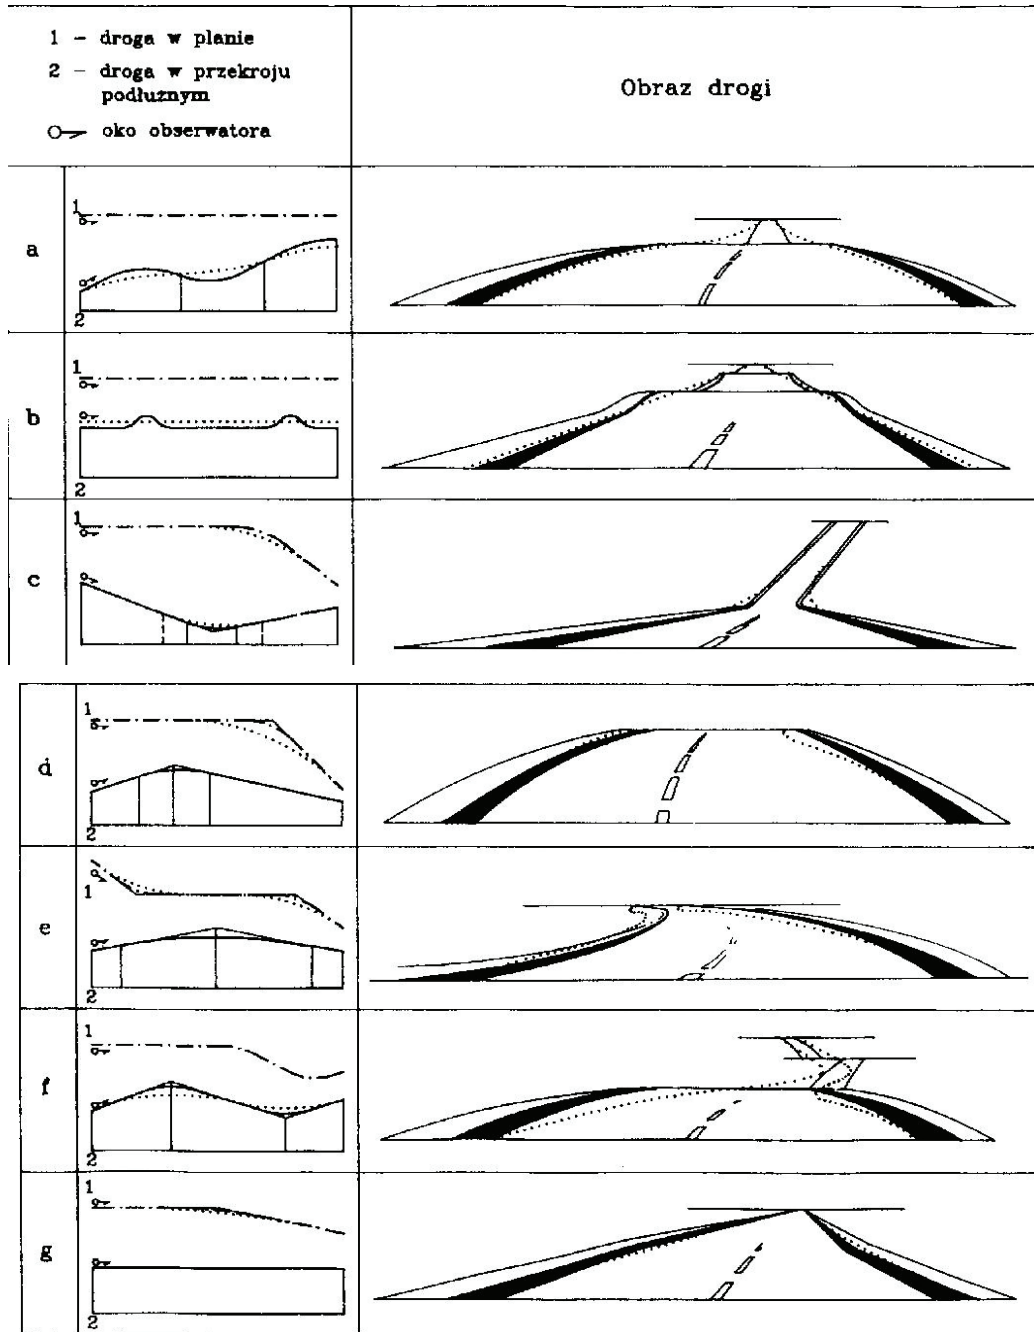 1 – droga w planie
2 – droga w przekroju
podłużnym
oko obserwatora
Obraz drogi
a
1
2
b
1
2
c
1
d
1
2
e
1
2
f
1
2
g
1
2